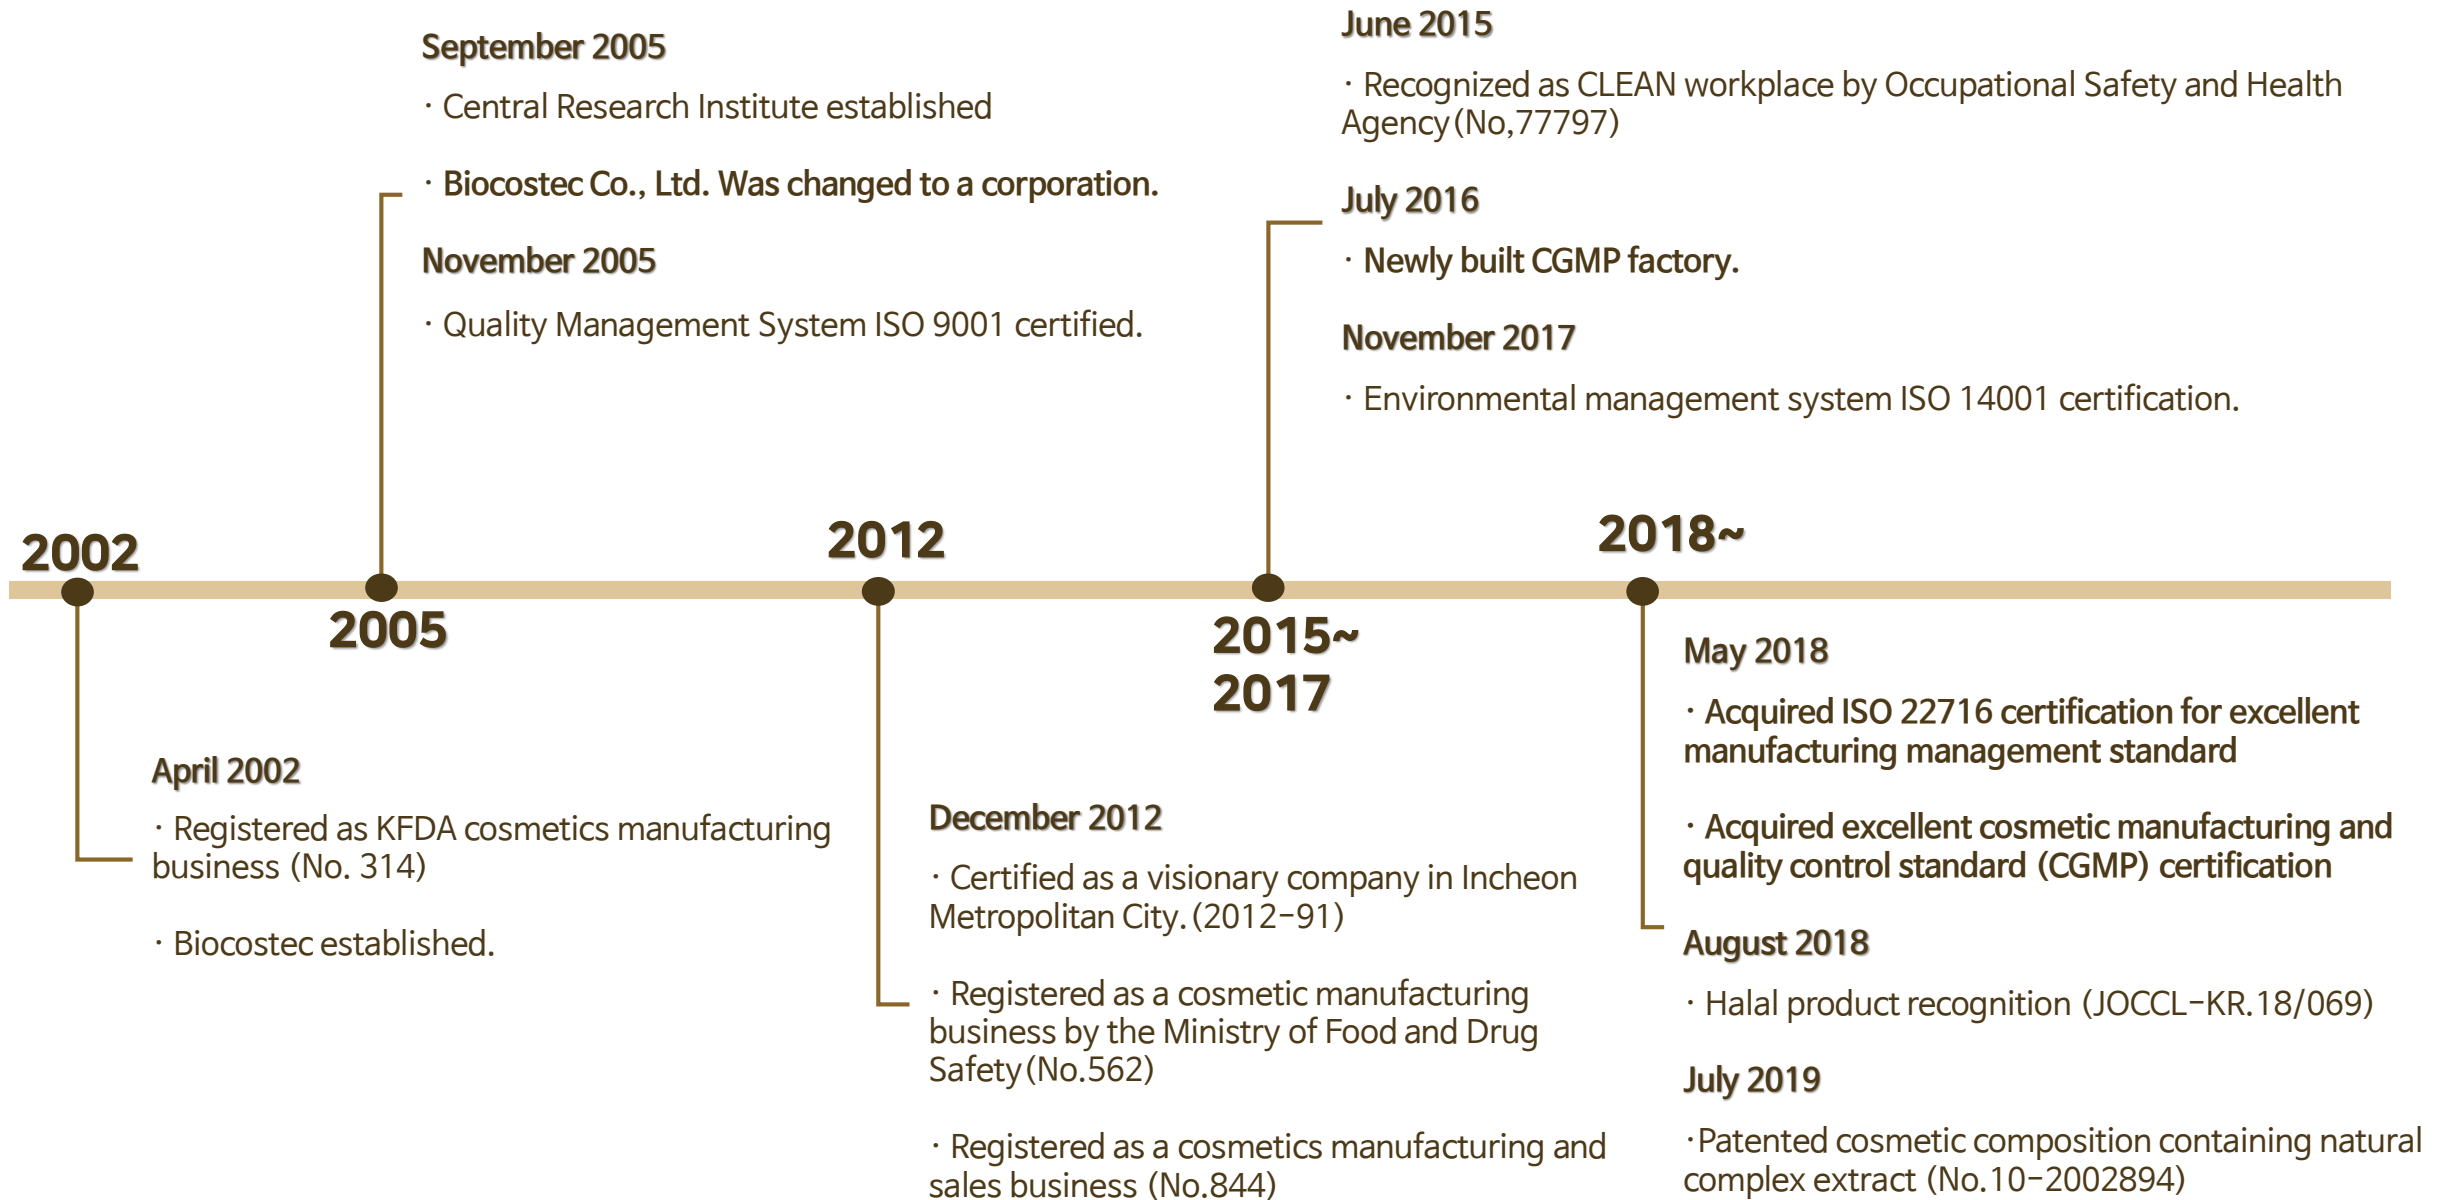 2002
April 2002
· Registered as KFDA cosmetics manufacturing
business (No. 314)
· Biocostec established.
September 2005
· Central Research Institute established
· Biocostec Co., Ltd. Was changed to a corporation.
November 2005
· Quality Management System ISO 9001 certified.
2005
2012
December 2012
· Certified as a visionary company in Incheon
Metropolitan City.(2012-91)
· Registered as a cosmetic manufacturing
business by the Ministry of Food and Drug
Safety(No.562)
· Registered as a cosmetics manufacturing and
sales business (No.844)
June 2015
· Recognized as CLEAN workplace by Occupational Safety and Health
Agency(No,77797)
July 2016
· Newly built CGMP factory.
November 2017
· Environmental management system ISO 14001 certification.
2015~
2017
2018~
May 2018
· Acquired ISO 22716 certification for excellent
manufacturing management standard
· Acquired excellent cosmetic manufacturing and
quality control standard (CGMP) certification
August 2018
· Halal product recognition (JOCCL-KR.18/069)
July 2019
·Patented cosmetic composition containing natural
complex extract (No.10-2002894)